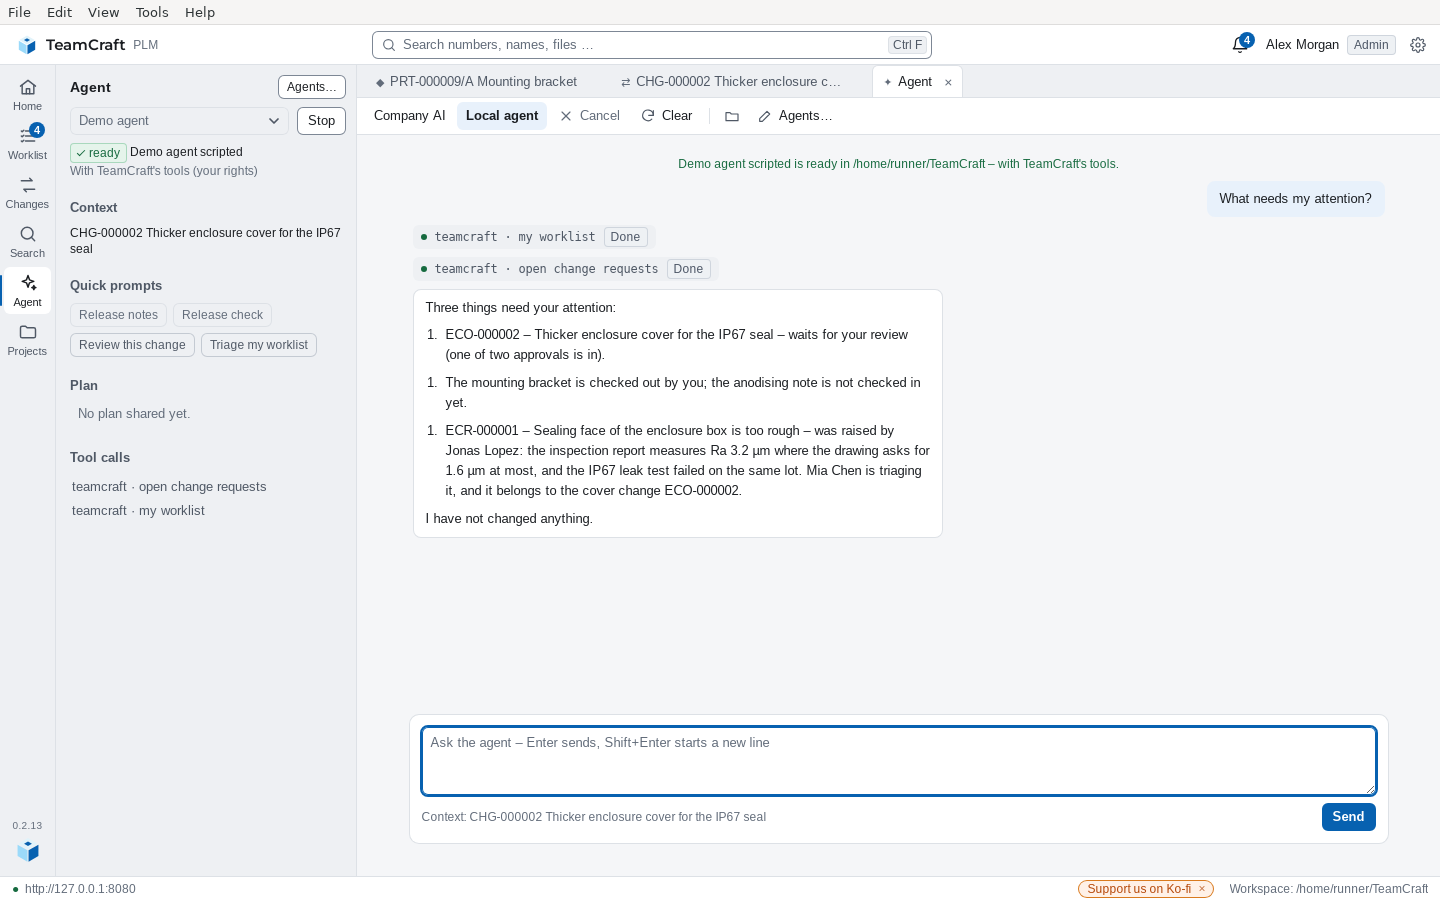 File Edit View Tools Help
TeamCraft PLM
Search numbers, names, files …
Ctrl F
4
Alex Morgan
Admin
Home
4
Worklist
Changes
Search
Agent
Projects
0.2.13
Agent
Agents…
Demo agent
Stop
ready Demo agent scripted
With TeamCraft's tools (your rights)
Context
CHG-000002 Thicker enclosure cover for the IP67
seal
Quick prompts
Release notes
Release check
Review this change
Triage my worklist
Plan
No plan shared yet.
Tool calls
teamcraft · open change requests
teamcraft · my worklist
PRT-000009/A Mounting bracket
CHG-000002 Thicker enclosure c…
Agent
Company AI
Local agent
Cancel
Clear
Agents…
Demo agent scripted is ready in /home/runner/TeamCraft – with TeamCraft's tools.
What needs my attention?
teamcraft · my worklist Done
teamcraft · open change requests Done
Three things need your attention:
1. ECO-000002 – Thicker enclosure cover for the IP67 seal – waits for your review
(one of two approvals is in).
1. The mounting bracket is checked out by you; the anodising note is not checked in
yet.
1. ECR-000001 – Sealing face of the enclosure box is too rough – was raised by
Jonas Lopez: the inspection report measures Ra 3.2 µm where the drawing asks for
1.6 µm at most, and the IP67 leak test failed on the same lot. Mia Chen is triaging
it, and it belongs to the cover change ECO-000002.
I have not changed anything.
Ask the agent – Enter sends, Shift+Enter starts a new line
Context: CHG-000002 Thicker enclosure cover for the IP67 seal
Send
http://127.0.0.1:8080
Support us on Ko-fi ×
Workspace: /home/runner/TeamCraft